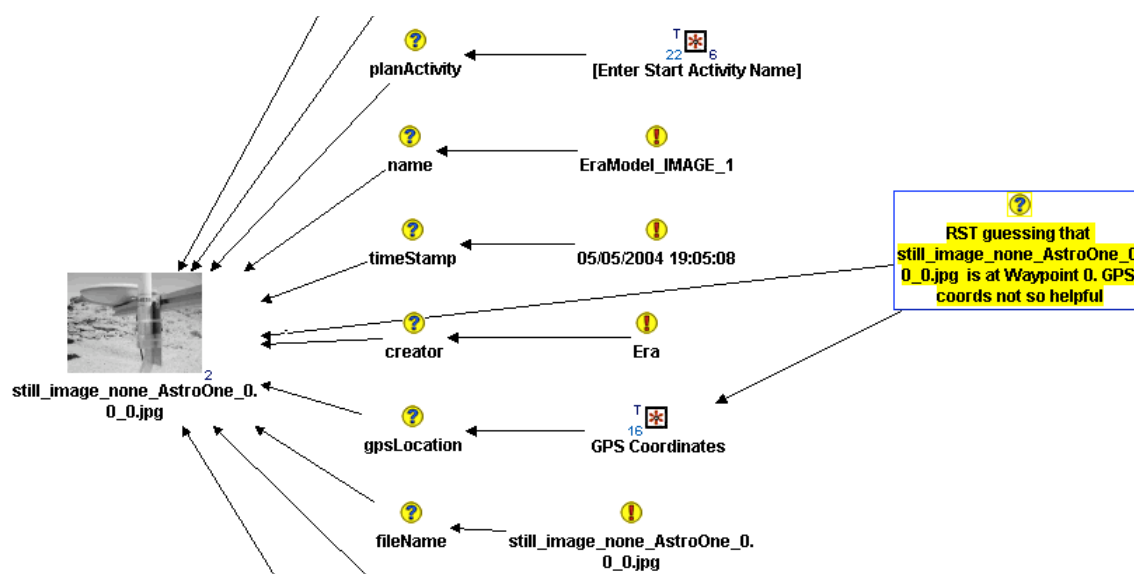 T
22 6
planActivity
[Enter Start Activity Name]
name
EraModel_IMAGE_1
timeStamp
05/05/2004 19:05:08
RST guessing that
still_image_none_AstroOne_0
0_0.jpg is at Waypoint 0. GPS
coords not so helpful
2
still_image_none_AstroOne_0.
0_0.jpg
creator
Era
T
16
gpsLocation
GPS Coordinates
fileName
still_image_none_AstroOne_0.
0_0.jpg